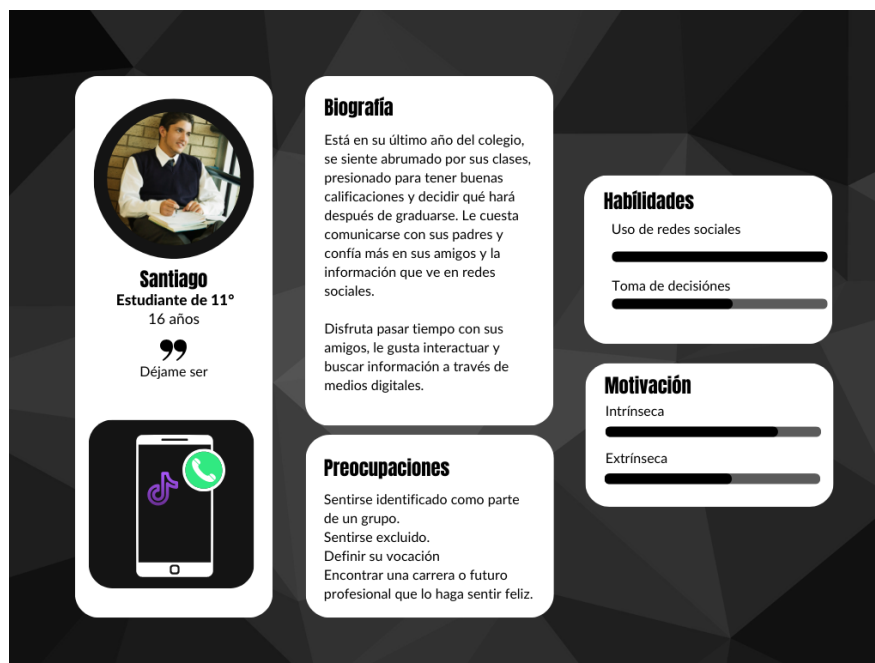 Santiago
Estudiante de 11°
16 años
”
Déjame ser
Biografía
Está en su último año del colegio,
se siente abrumado por sus clases,
presionado para tener buenas
calificaciones y decidir qué hará
después de graduarse. Le cuesta
comunicarse con sus padres y
confía más en sus amigos y la
información que ve en redes
sociales.
Disfruta pasar tiempo con sus
amigos, le gusta interactuar y
buscar información a través de
medios digitales.
Preocupaciones
Sentirse identificado como parte
de un grupo.
Sentirse excluido.
Definir su vocación
Encontrar una carrera o futuro
profesional que lo haga sentir feliz.
Habílidades
Uso de redes sociales
Toma de decisiónes
Motivación
Intrínseca
Extrínseca